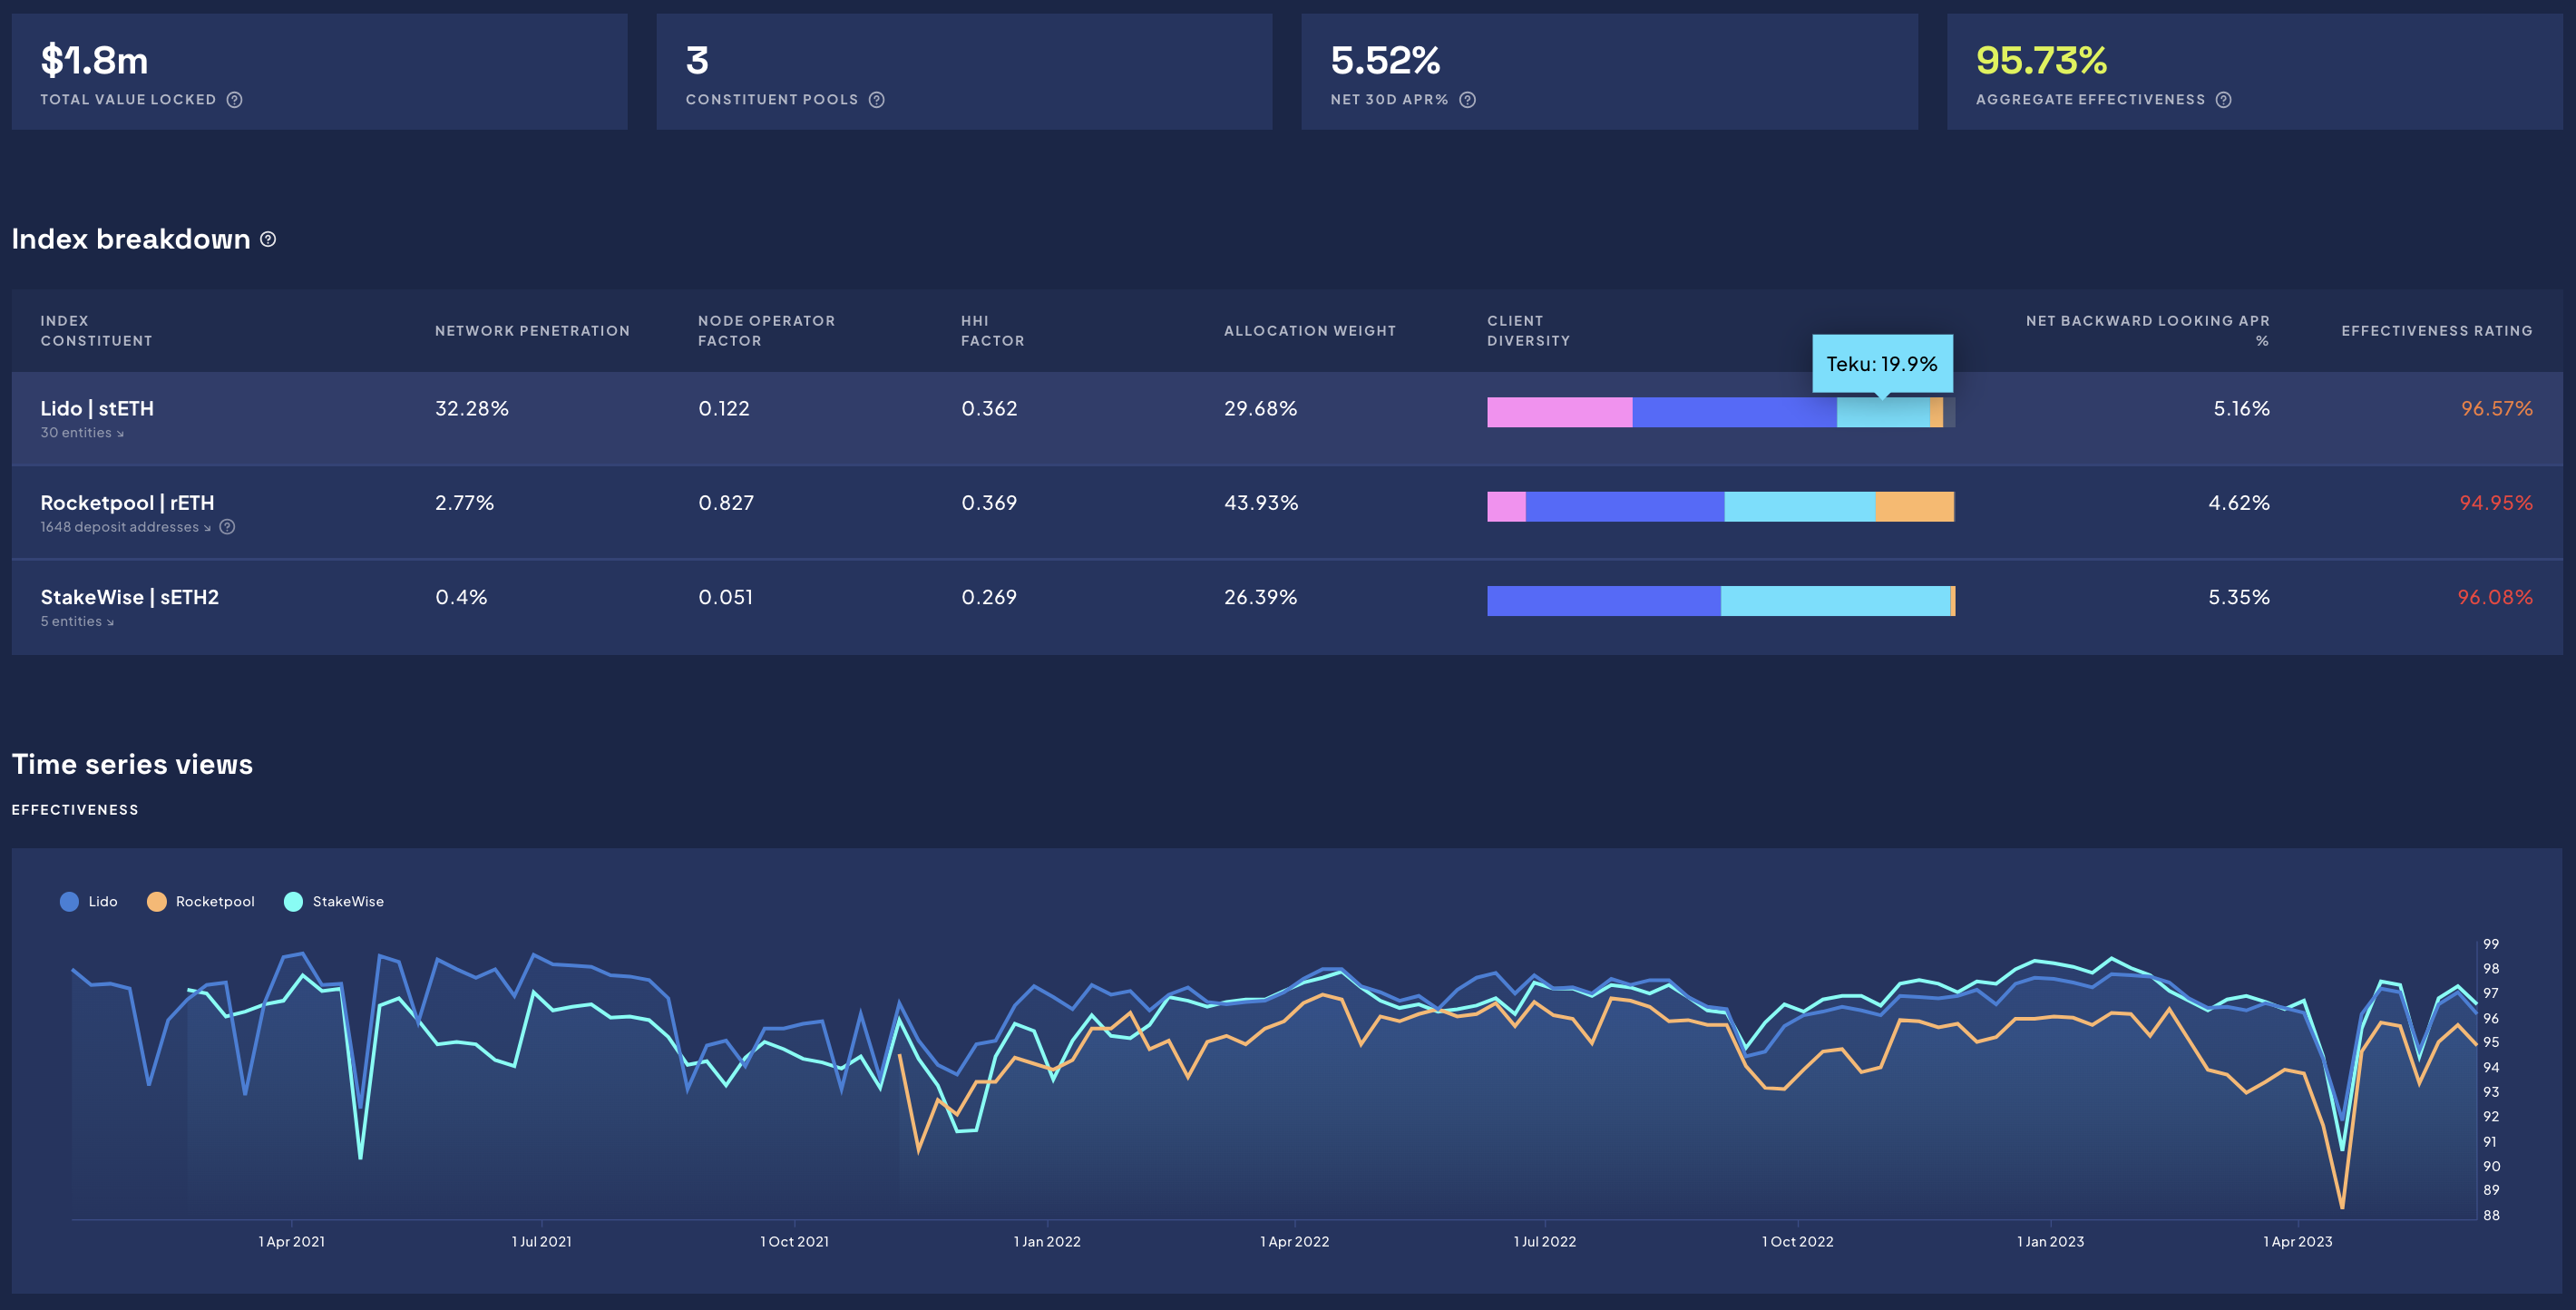 $1.8m
TOTAL VALUE LOCKED
3
CONSTITUENT POOLS
5.52%
NET 30D APR%
95.73%
AGGREGATE EFFECTIVENESS
Index breakdown
INDEX
CONSTITUENT
NETWORK PENETRATION
NODE OPERATOR
FACTOR
HHI
FACTOR
ALLOCATION WEIGHT
CLIENT
DIVERSITY
NET BACKWARD LOOKING APR
%
EFFECTIVENESS RATING
Teku: 19.9%
Lido | stETH
30 entities ↘
32.28%
0.122
0.362
29.68%
5.16%
96.57%
Rocketpool | rETH
1648 deposit addresses ↘
2.77%
0.827
0.369
43.93%
4.62%
94.95%
StakeWise | sETH2
5 entities ↘
0.4%
0.051
0.269
26.39%
5.35%
96.08%
Time series views
EFFECTIVENESS
Lido
Rocketpool
StakeWise
99
98
97
96
95
94
93
92
91
90
89
88
1 Apr 2021
1 Jul 2021
1 Oct 2021
1 Jan 2022
1 Apr 2022
1 Jul 2022
1 Oct 2022
1 Jan 2023
1 Apr 2023